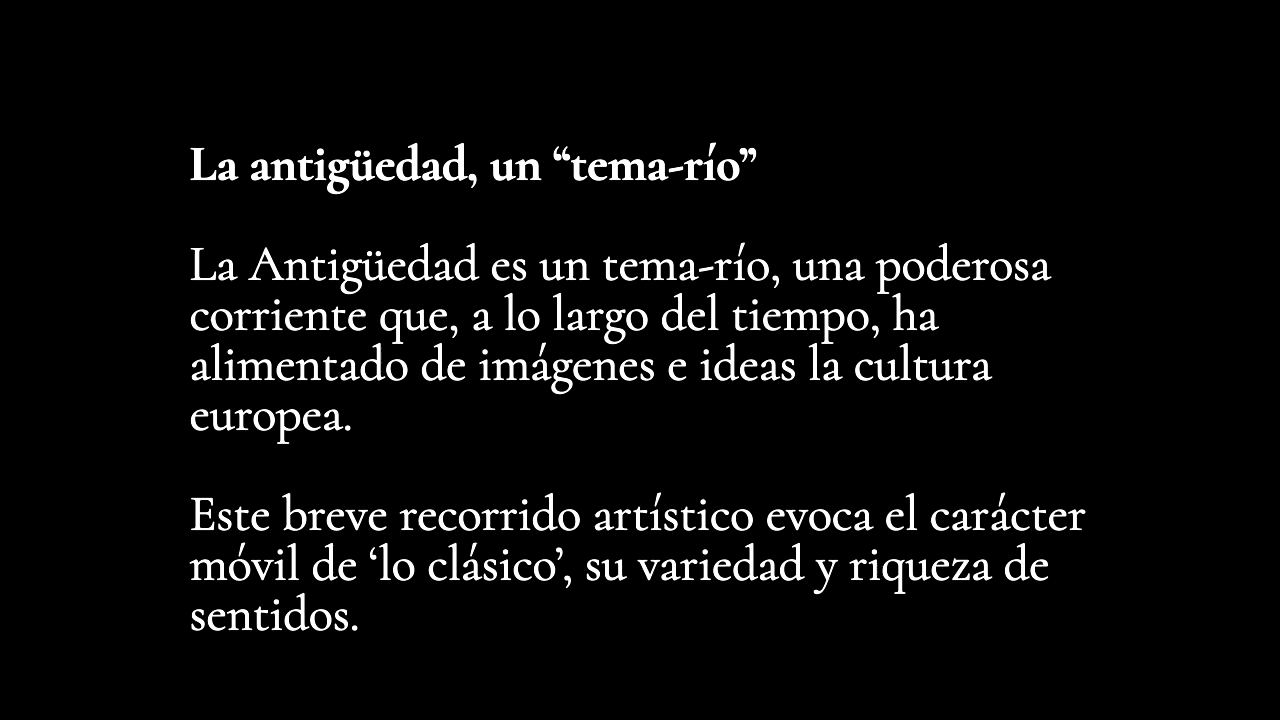 La antigüedad, un “tema-río”
La Antigüedad es un tema-río, una poderosa
corriente que, a lo largo del tiempo, ha
alimentado de imágenes e ideas la cultura
europea.
Este breve recorrido artístico evoca el carácter
móvil de ‘lo clásico’, su variedad y riqueza de
sentidos.